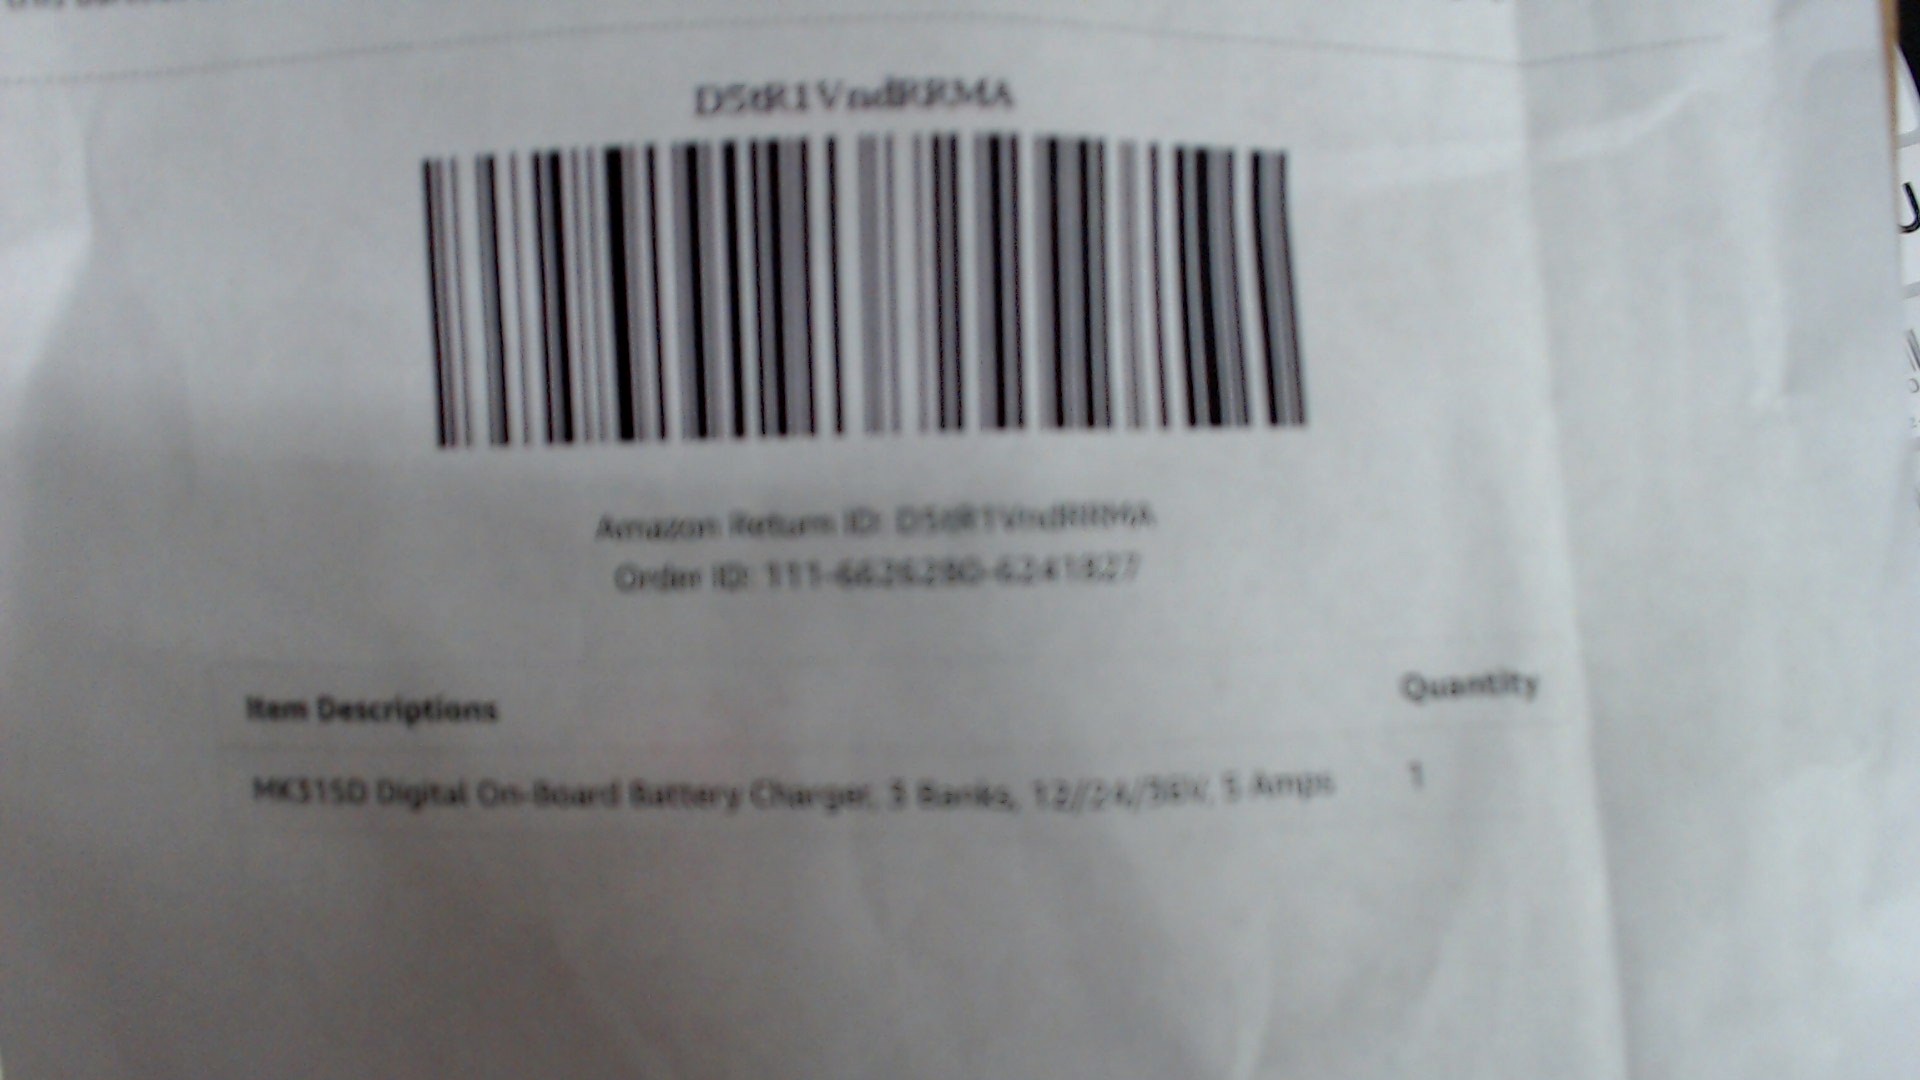 D5tR1VndRRMA
Amazon Return ID: D5tR1VndRRMA
Order ID: 111-6626280-6241827
Item Descriptions
Quantity
MK315D Digital On-Board Battery Charger, 3 Banks, 12//24/36V, 5 Amps
1